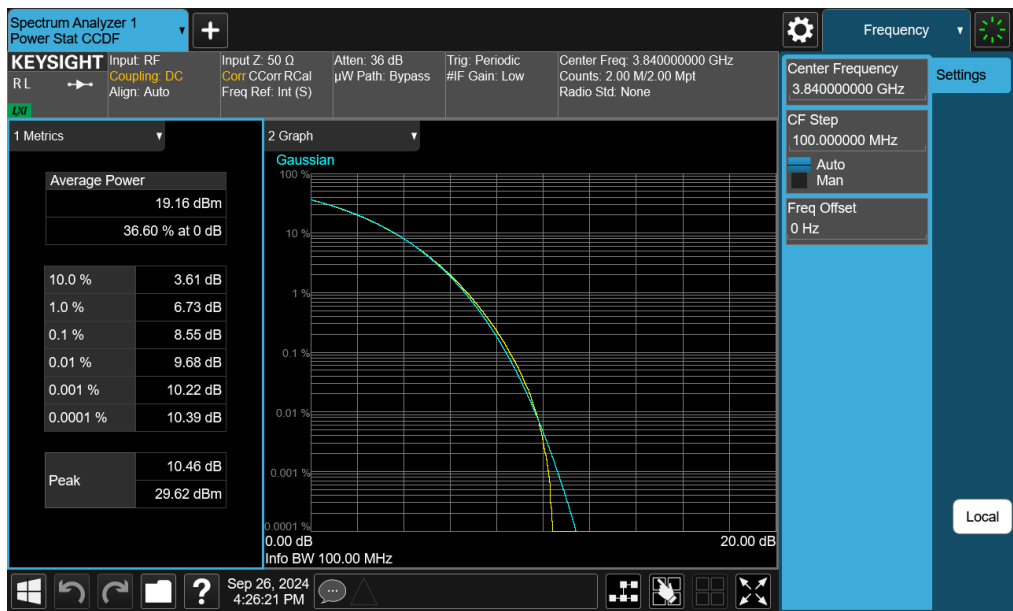 Spectrum Analyzer 1
Power Stat CCDF
Frequency
KEYSIGHT
R L
LXI
Input: RF
Coupling: DC
Align: Auto
Input Z: 50 Ω
Corr CCorr RCal
Freq Ref: Int (S)
Atten: 36 dB
µW Path: Bypass
Trig: Periodic
#IF Gain: Low
Center Freq: 3.840000000 GHz
Counts: 2.00 M/2.00 Mpt
Radio Std: None
Center Frequency
3.840000000 GHz
Settings
CF Step
100.000000 MHz
Auto
Man
Freq Offset
0 Hz
Local
1 Metrics
Average Power
19.16 dBm
36.60 % at 0 dB
10.0 % 3.61 dB
1.0 % 6.73 dB
0.1 % 8.55 dB
0.01 % 9.68 dB
0.001 % 10.22 dB
0.0001 % 10.39 dB
Peak
10.46 dB
29.62 dBm
2 Graph
Gaussian
100 %
10 %
1 %
0.1 %
0.01 %
0.001 %
0.0001 %
0.00 dB 20.00 dB
Info BW 100.00 MHz
Sep 26, 2024
4:26:21 PM